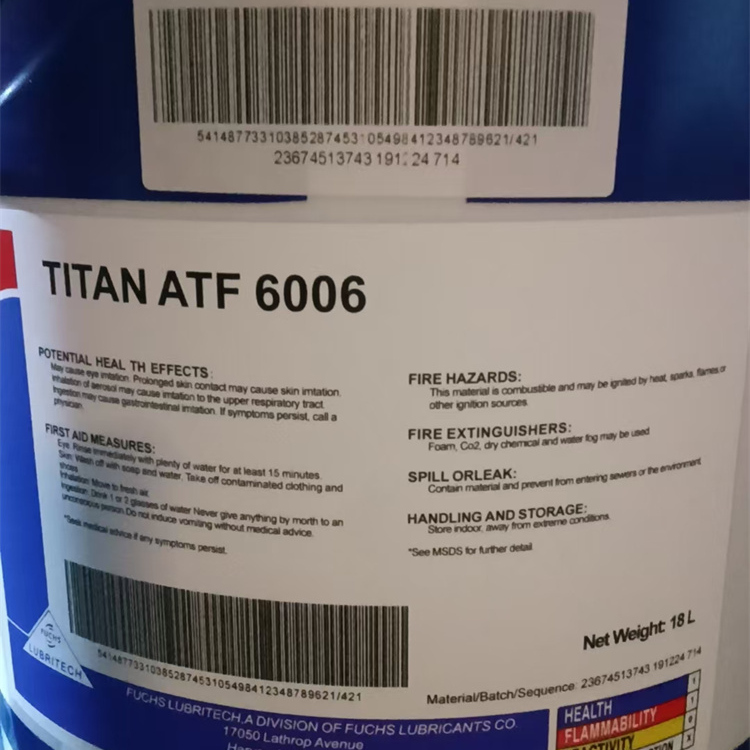 54148773310385287453105498412348789621/421
23674513743 191224 714
TITAN ATF 6006
POTENTIAL HEAL TH EFFECTS:
May cause eye imtation. Prolonged skin contact may cause skin imtation.
Inhalation of aerosol may cause imtation to the upper respiratory tract.
Ingestion may cause gastrointestinal imtation. If symptoms persist, call a
physician.
FIRST AID MEASURES:
Eye: Rinse immediately with plenty of water for at least 15 minutes.
Skin: Wash off with soap and water. Take off contaminated clothing and
shoes.
Inhalation: Move to fresh air.
Ingestion: Drink 1 or 2 glasses of water Never give anything by morth to an
unconscious person. Do not induce vomiting without medical advice.
*Seek medical advice if any symptoms persist.
FIRE HAZARDS:
This material is combustible and may be ignited by heat, sparks, flames or
other ignition sources.
FIRE EXTINGUISHERS:
Foam, Co2, dry chemical and water fog may be used
SPILL ORLEAK:
Contain material and prevent from entering sewers or the environment
HANDLING AND STORAGE:
Store indoor, away from extreme conditions.
*See MSDS for further detail
54148773310385287453105498412348789621/421
Net Weight: 18 L
Material/Batch/Sequence: 23674513743 191224 714
FUCHS
LUBRITECH
FUCHS LUBRITECH.A DIVISION OF FUCHS LUBRICANTS CO.
17050 Lathrop Avenue
HEALTH 1
FLAMMABILITY 1
0
X